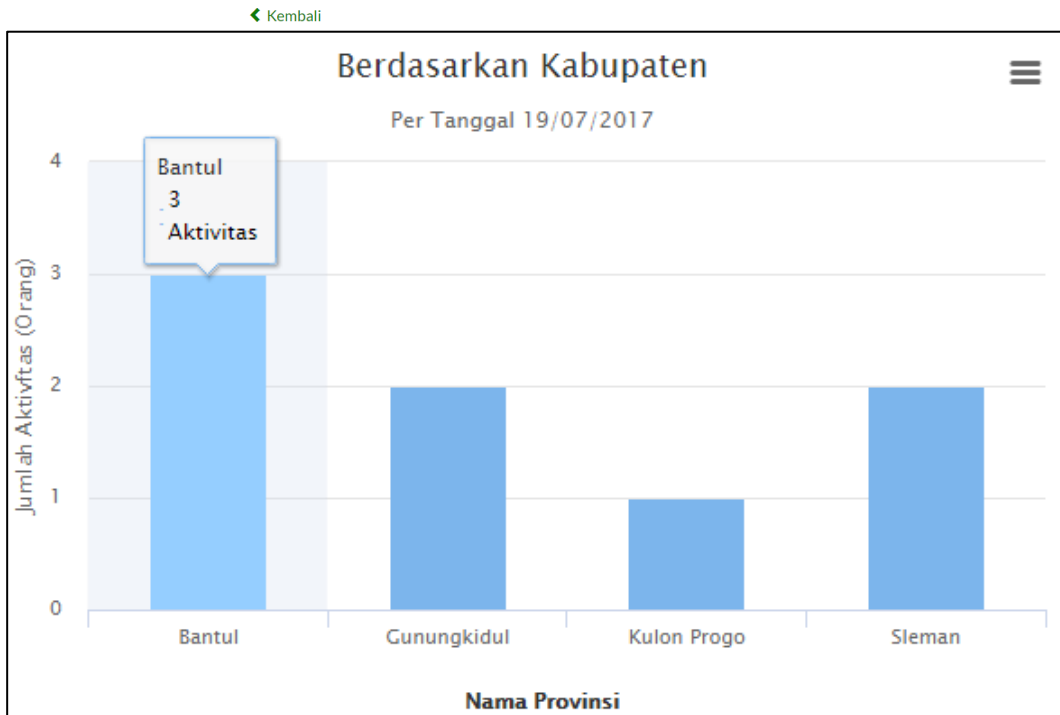 Kembali
Berdasarkan Kabupaten
Per Tanggal 19/07/2017
Bantul
3
Aktivitas
Jumlah Aktivftas (Orang)
4
3
2
1
0
Bantul Gunungkidul Kulon Progo Sleman
Nama Provinsi